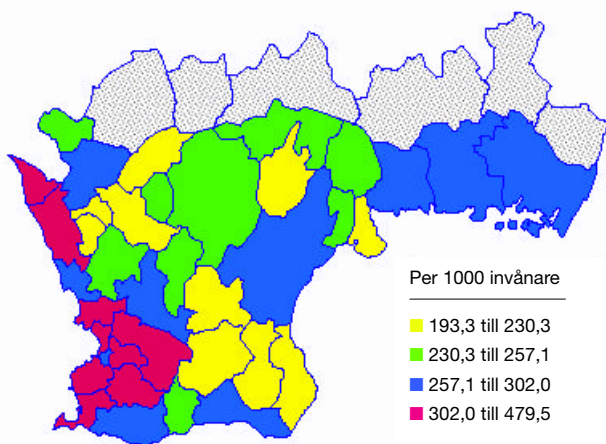 Per 1000 invånare
193,3 till 230,3
230,3 till 257,1
257,1 till 302,0
302,0 till 479,5